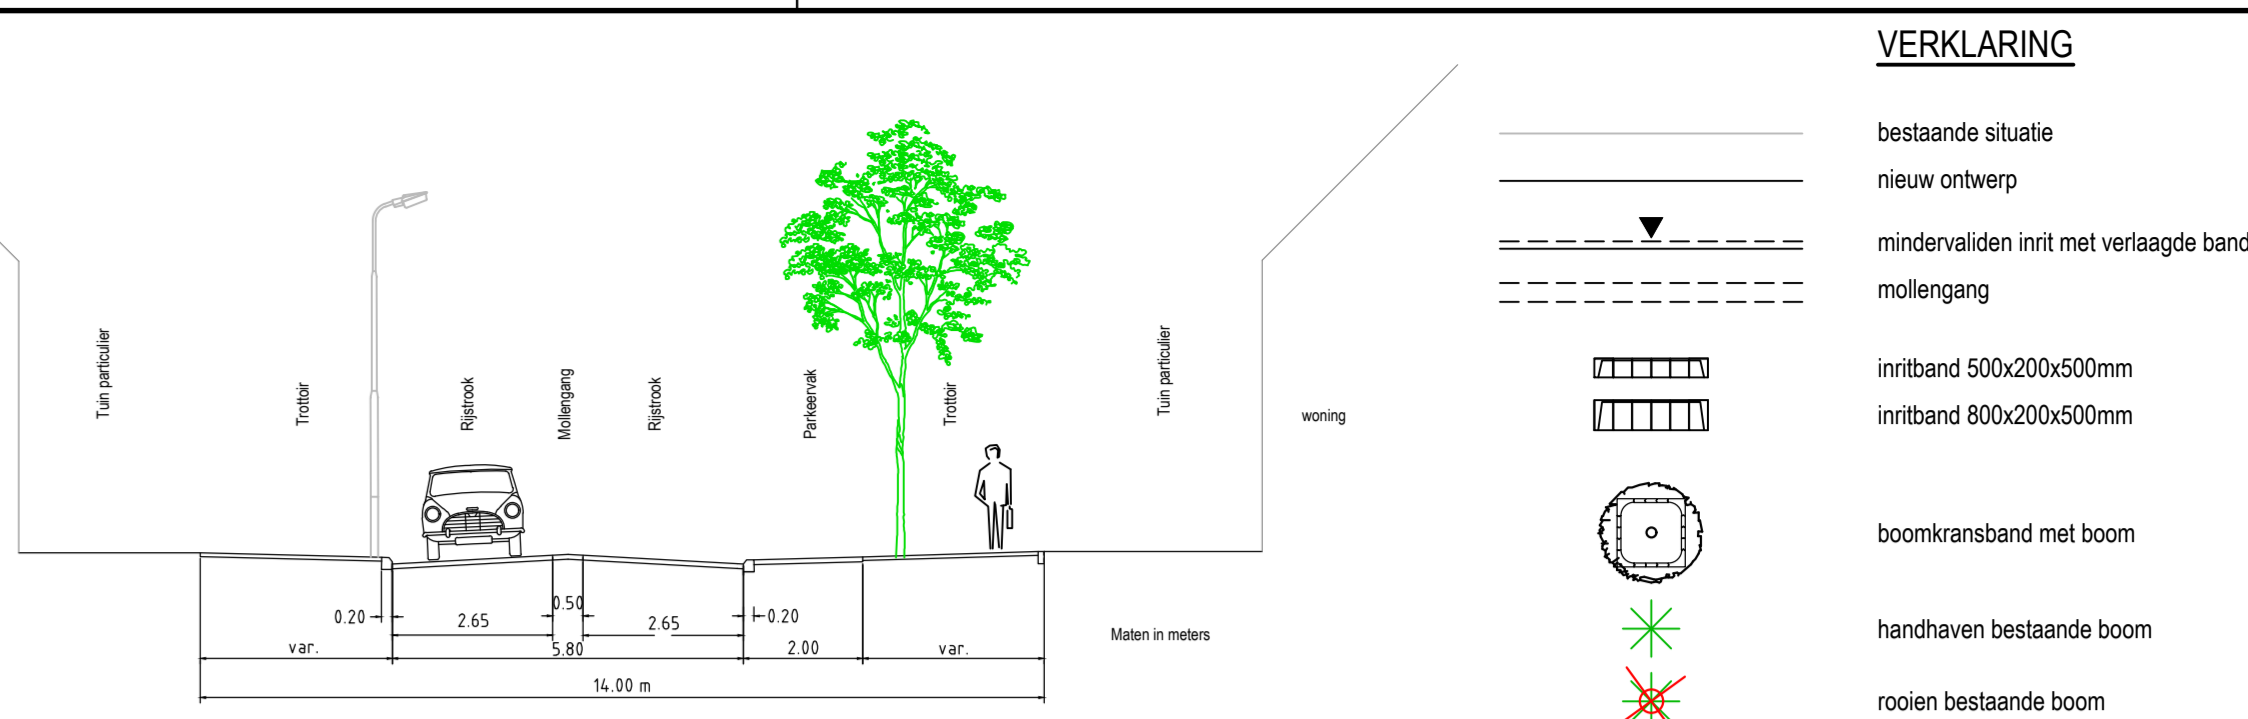 VERKLARING
bestaande situatie
nieuw ontwerp
mindervaliden inrit met verlaagde band
mollengang
inritband 500x200x500mm
inritband 800x200x500mm
boomkransband met boom
handhaven bestaande boom
rooien bestaande boom
Tuin particulier
Trottoir
Rijstrook
Mollengang
Rijstrook
Parkeervak
Trottoir
Tuin particulier
woning
0.20
2.65
0.50
2.65
0.20
var.
5.80
2.00
var.
14.00 m
Maten in meters